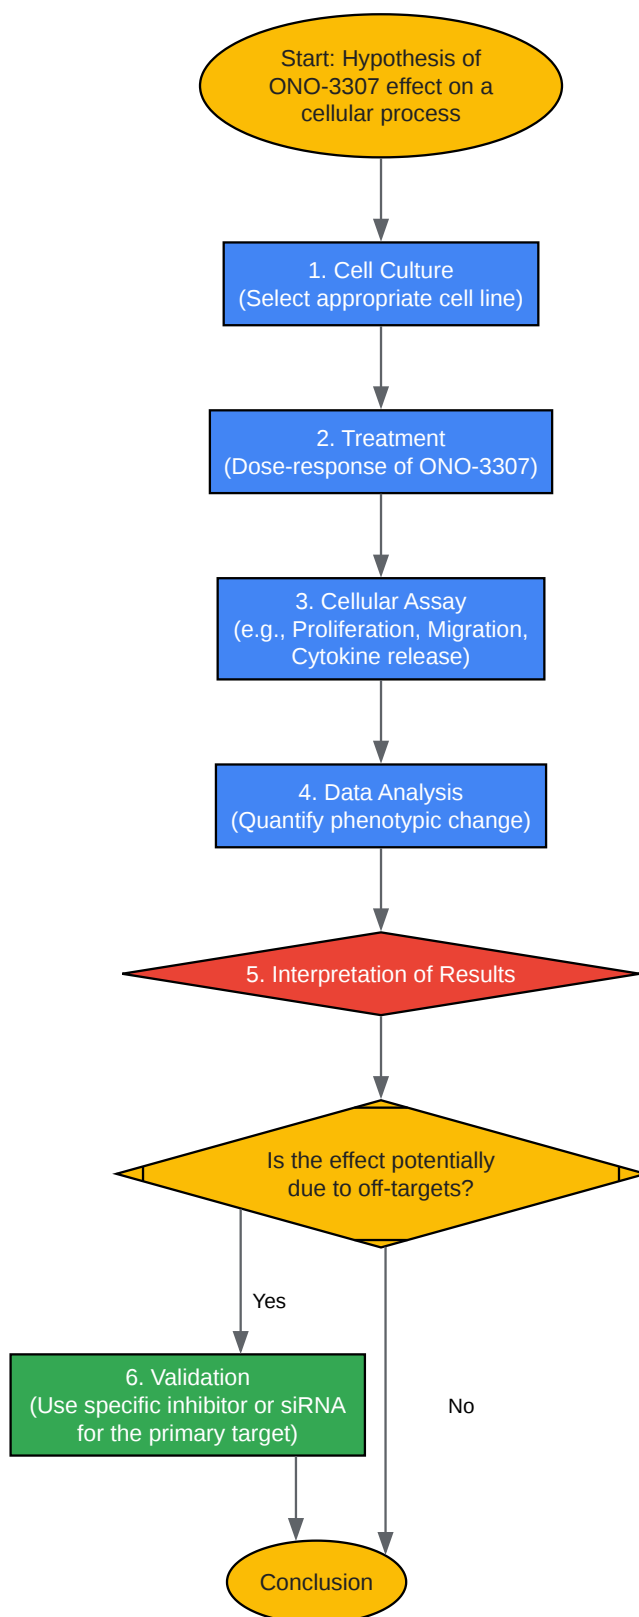 Start: Hypothesis of
ONO-3307 effect on a
cellular process
1. Cell Culture
(Select appropriate cell line)
2. Treatment
(Dose-response of ONO-3307)
3. Cellular Assay
(e.g., Proliferation, Migration,
Cytokine release)
4. Data Analysis
(Quantify phenotypic change)
5. Interpretation of Results
Is the effect potentially
due to off-targets?
Yes
6. Validation
(Use specific inhibitor or siRNA
for the primary target)
No
Conclusion